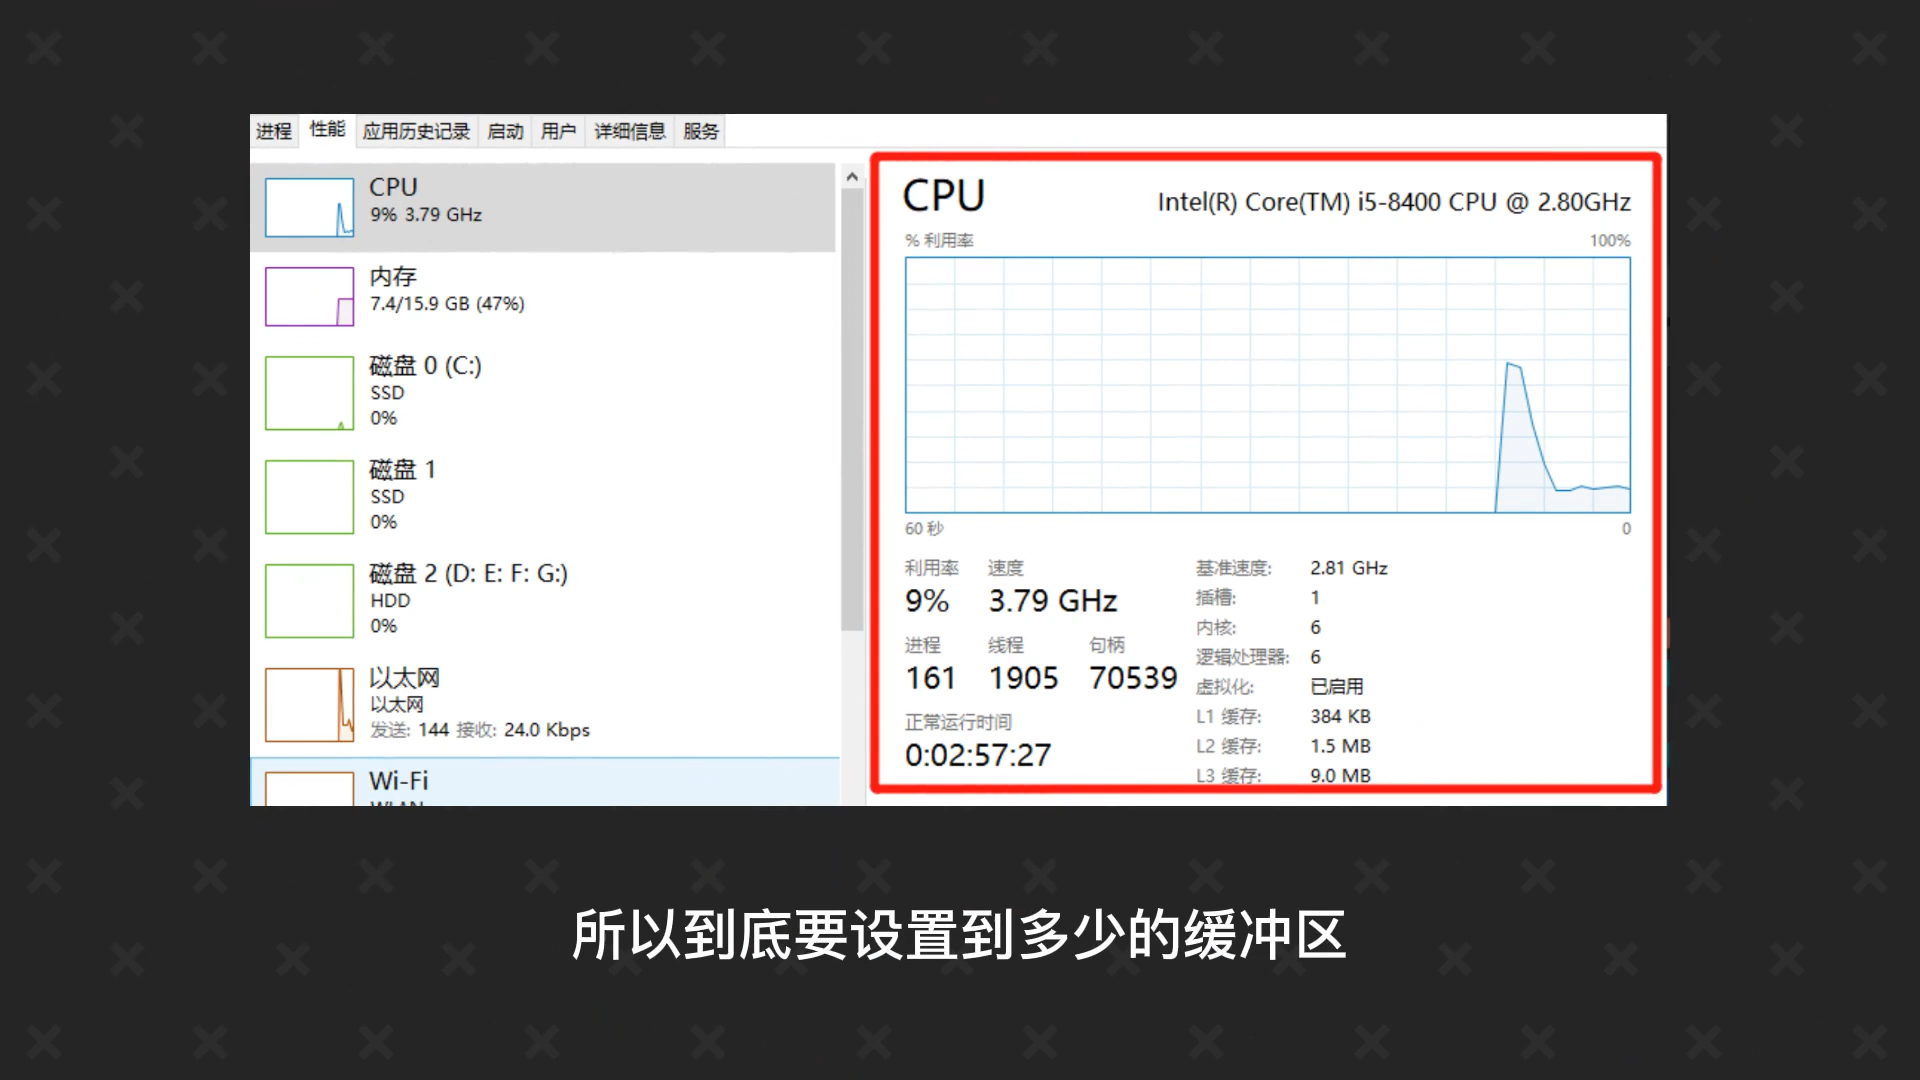 进程 性能 应用历史记录 启动 用户 详细信息 服务
CPU
9% 3.79 GHz
内存
7.4/15.9 GB (47%)
磁盘 0 (C:)
SSD
0%
磁盘 1
SSD
0%
磁盘 2 (D: E: F: G:)
HDD
0%
以太网
以太网
发送: 144 接收: 24.0 Kbps
Wi-Fi
WLAN
CPU Intel(R) Core(TM) i5-8400 CPU @ 2.80GHz
% 利用率 100%
60 秒 0
利用率 速度
9% 3.79 GHz
进程 线程 句柄
161 1905 70539
正常运行时间
0:02:57:27
基准速度: 2.81 GHz
插槽: 1
内核: 6
逻辑处理器: 6
虚拟化: 已启用
L1 缓存: 384 KB
L2 缓存: 1.5 MB
L3 缓存: 9.0 MB
所以到底要设置到多少的缓冲区